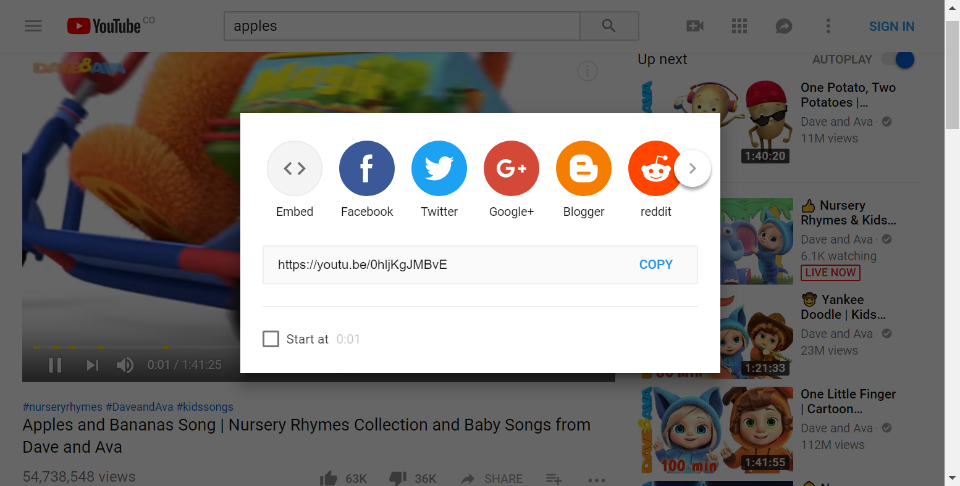 YouTube CO
apples
SIGN IN
DAVE & AVA
Up next
AUTOPLAY
One Potato, Two
Potatoes |...
Dave and Ava
11M views
1:40:20
Embed
Facebook
Twitter
Google+
Blogger
reddit
https://youtu.be/0hljKgJMBvE
COPY
Start at 0:01
👍 Nursery
Rhymes & Kids...
Dave and Ava
6.1K watching
LIVE NOW
🤠 Yankee
Doodle | Kids...
Dave and Ava
23M views
1:21:33
0:01 / 1:41:25
One Little Finger
| Cartoon...
Dave and Ava
112M views
100 min
1:41:55
#nurseryrhymes #DaveandAva #kidssongs
Apples and Bananas Song | Nursery Rhymes Collection and Baby Songs from
Dave and Ava
54,738,548 views
63K
36K
SHARE
Nursery